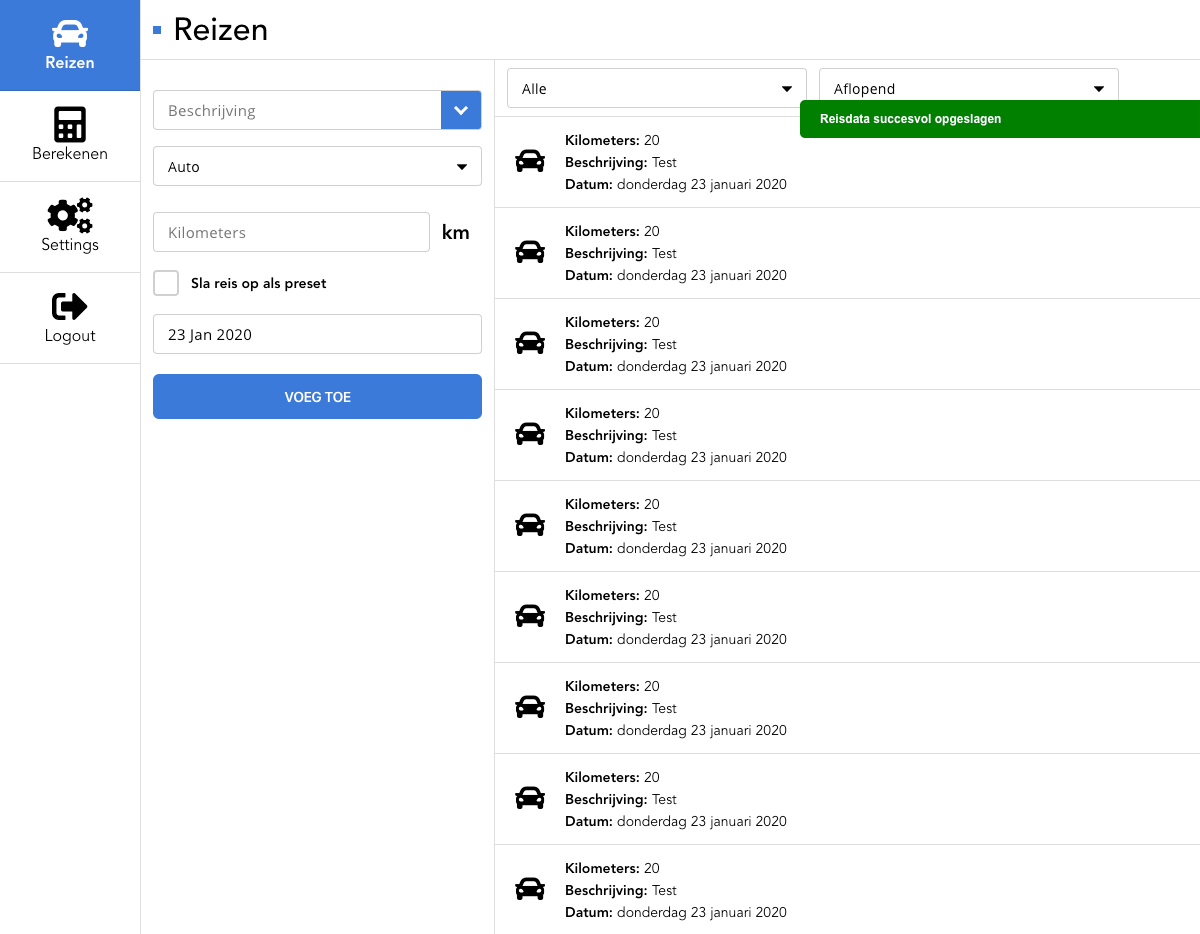 Reizen
Berekenen
Settings
Logout
Reizen
Beschrijving
Auto
Kilometers
km
Sla reis op als preset
23 Jan 2020
VOEG TOE
Alle
Aflopend
Reisdata succesvol opgeslagen
Kilometers: 20
Beschrijving: Test
Datum: donderdag 23 januari 2020
Kilometers: 20
Beschrijving: Test
Datum: donderdag 23 januari 2020
Kilometers: 20
Beschrijving: Test
Datum: donderdag 23 januari 2020
Kilometers: 20
Beschrijving: Test
Datum: donderdag 23 januari 2020
Kilometers: 20
Beschrijving: Test
Datum: donderdag 23 januari 2020
Kilometers: 20
Beschrijving: Test
Datum: donderdag 23 januari 2020
Kilometers: 20
Beschrijving: Test
Datum: donderdag 23 januari 2020
Kilometers: 20
Beschrijving: Test
Datum: donderdag 23 januari 2020
Kilometers: 20
Beschrijving: Test
Datum: donderdag 23 januari 2020